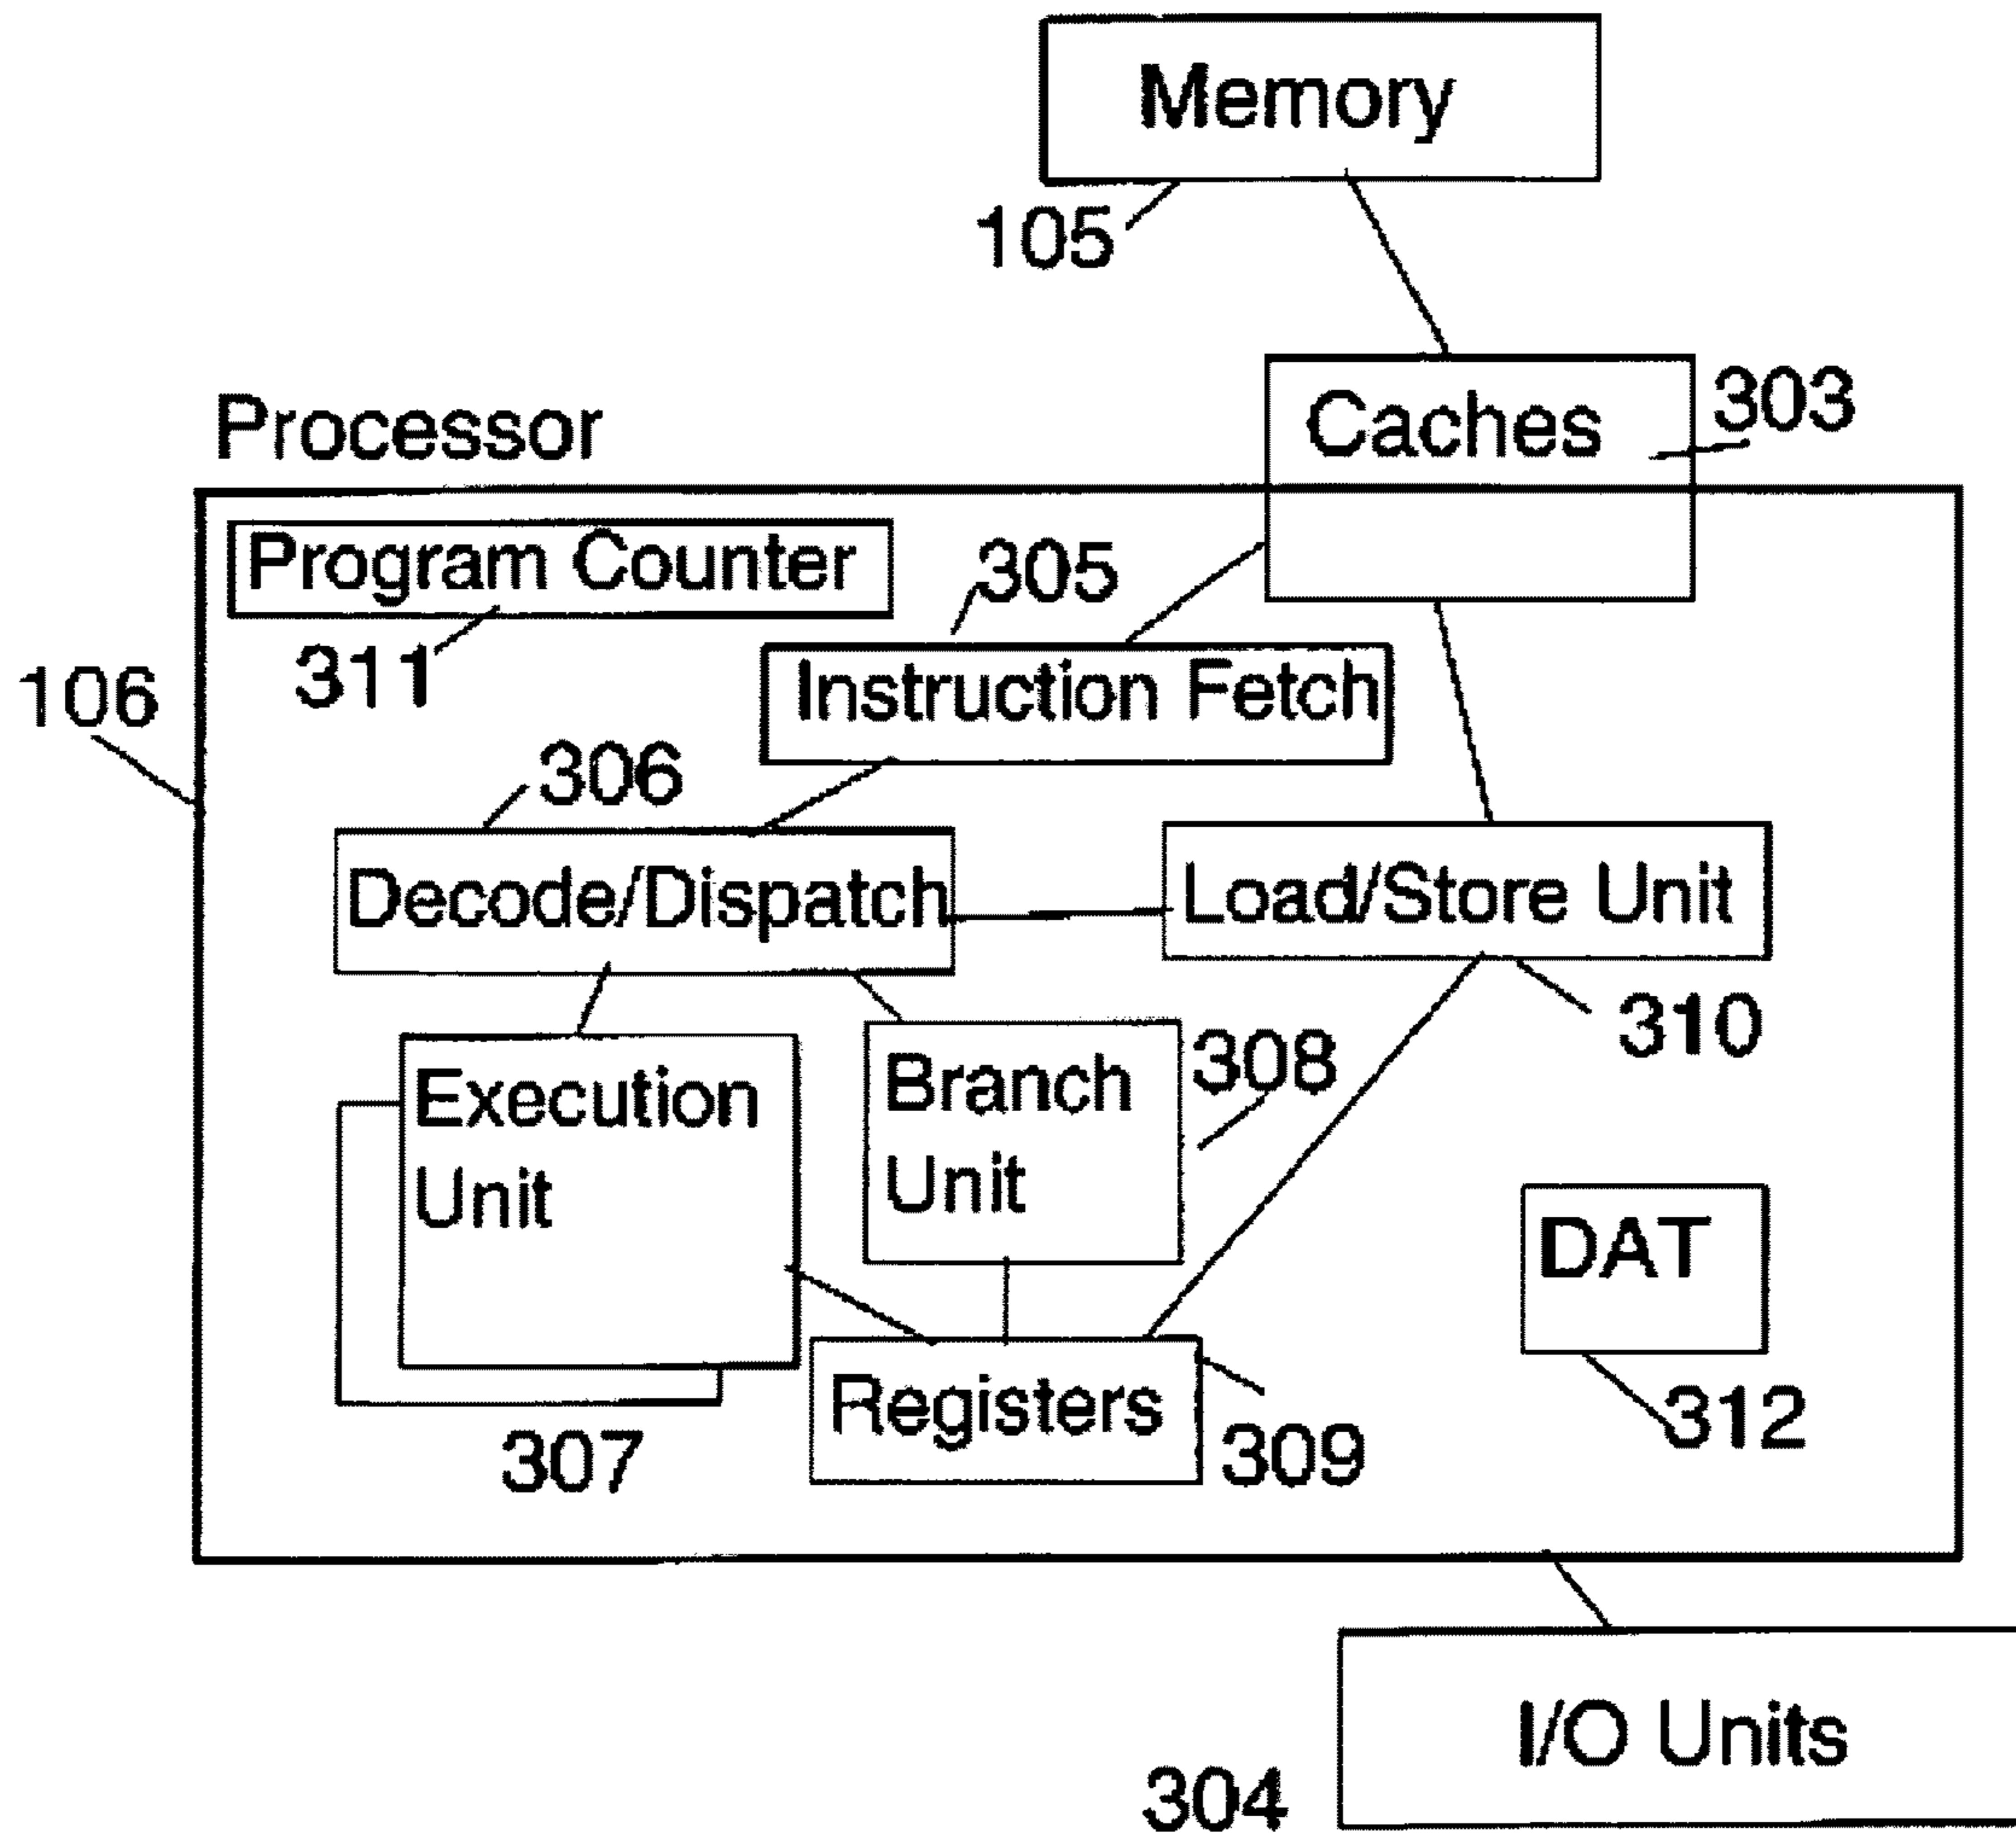 Memory
105
Caches
303
Processor
Program Counter
311
305
Instruction Fetch
106
306
Decode/Dispatch
Load/Store Unit
310
Execution
Unit
307
Branch
Unit
308
DAT
312
Registers
309
I/O Units
304